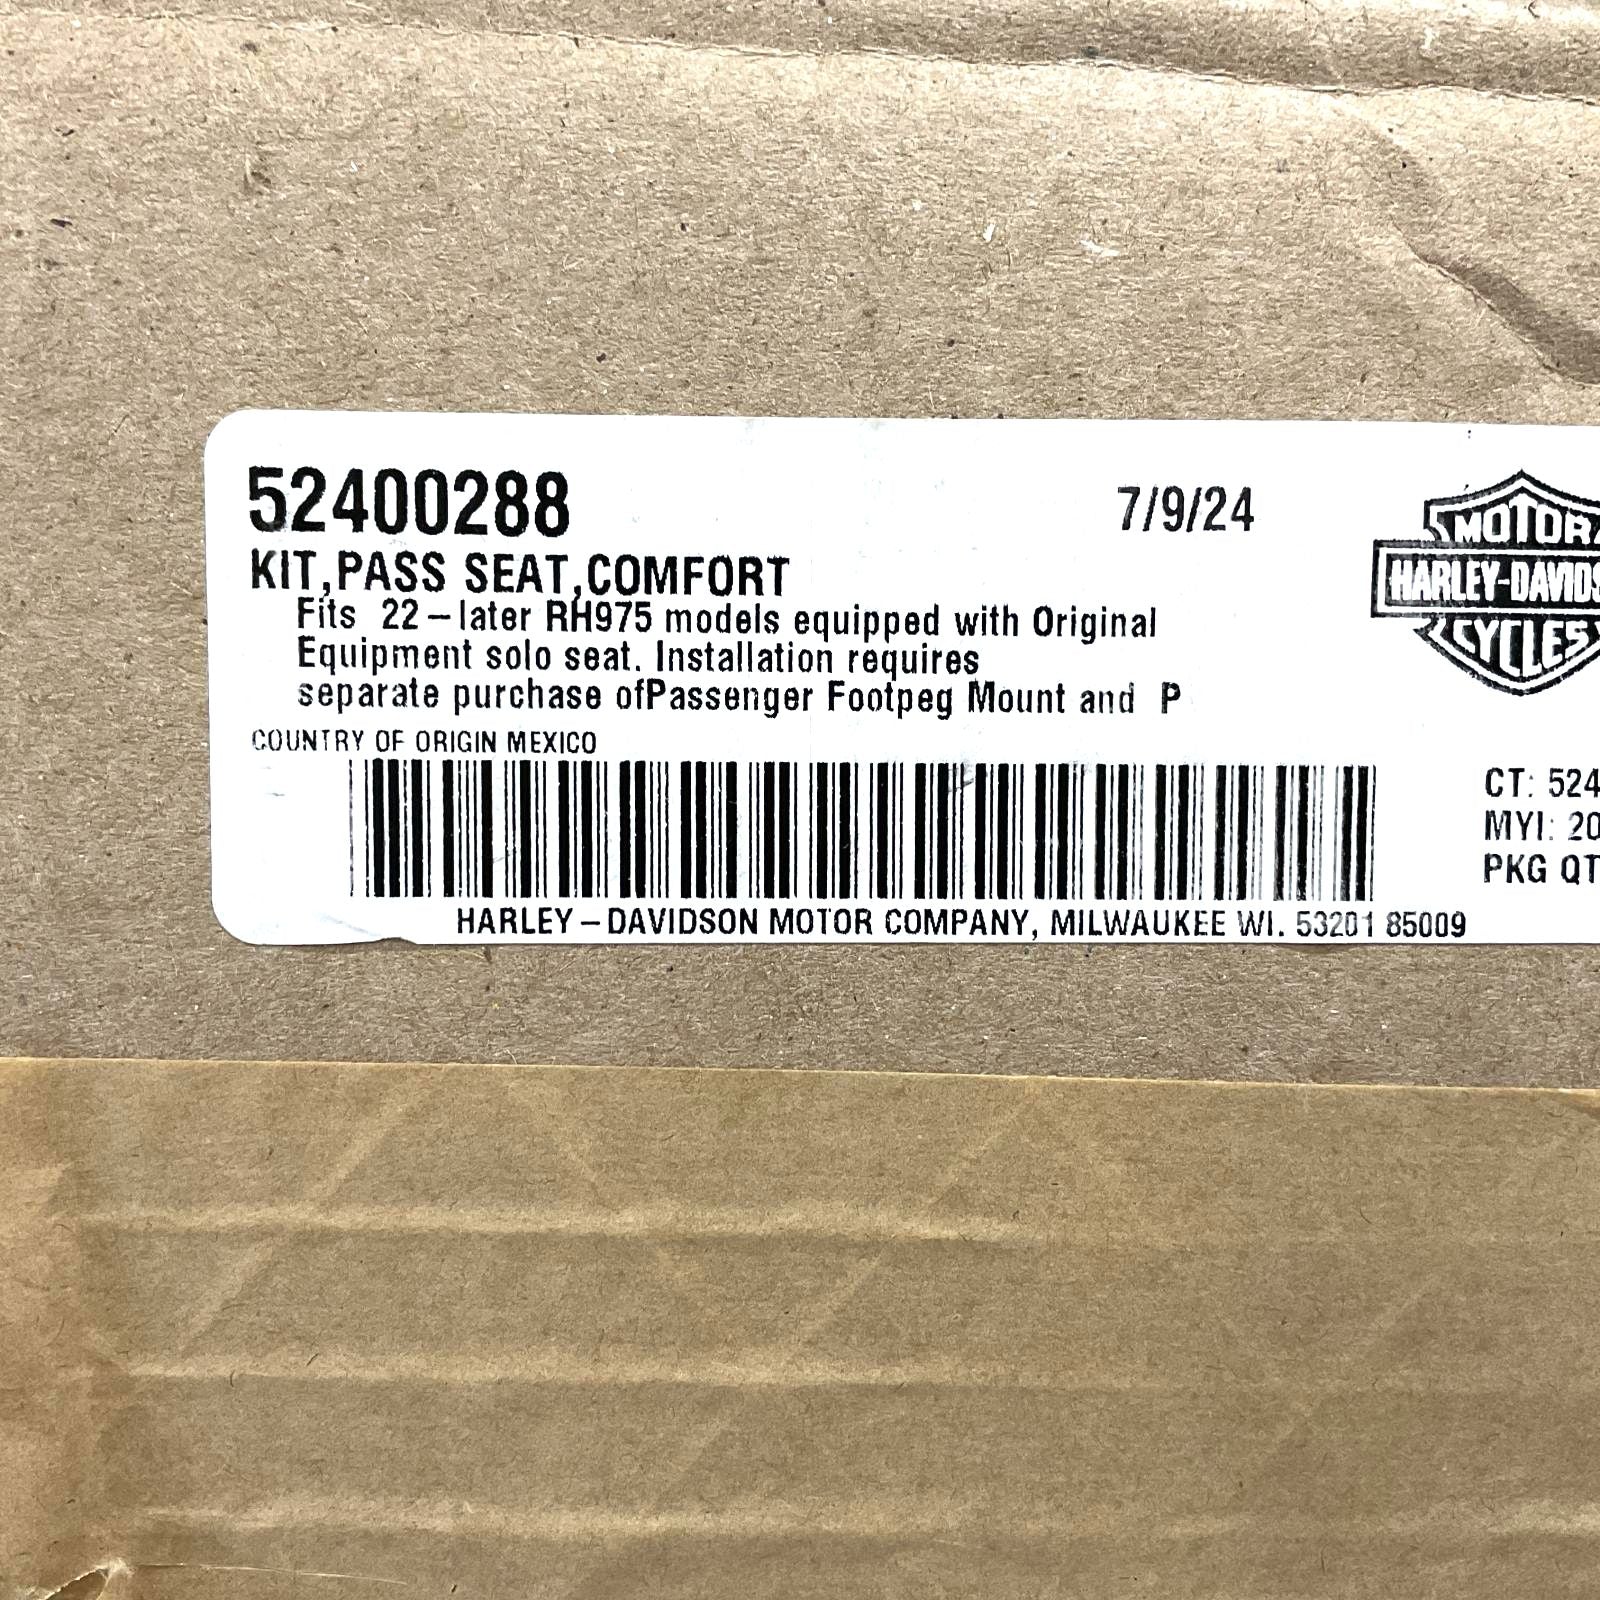 52400288
7/9/24
KIT,PASS SEAT,COMFORT
Fits 22-later RH975 models equipped with Original
Equipment solo seat. Installation requires
separate purchase ofPassenger Footpeg Mount and P
COUNTRY OF ORIGIN MEXICO
HARLEY-DAVIDSON MOTOR COMPANY, MILWAUKEE WI. 53201 85009
MOTOR
HARLEY-DAVIDS
CYCLES
CT: 524
MYI: 20
PKG QT